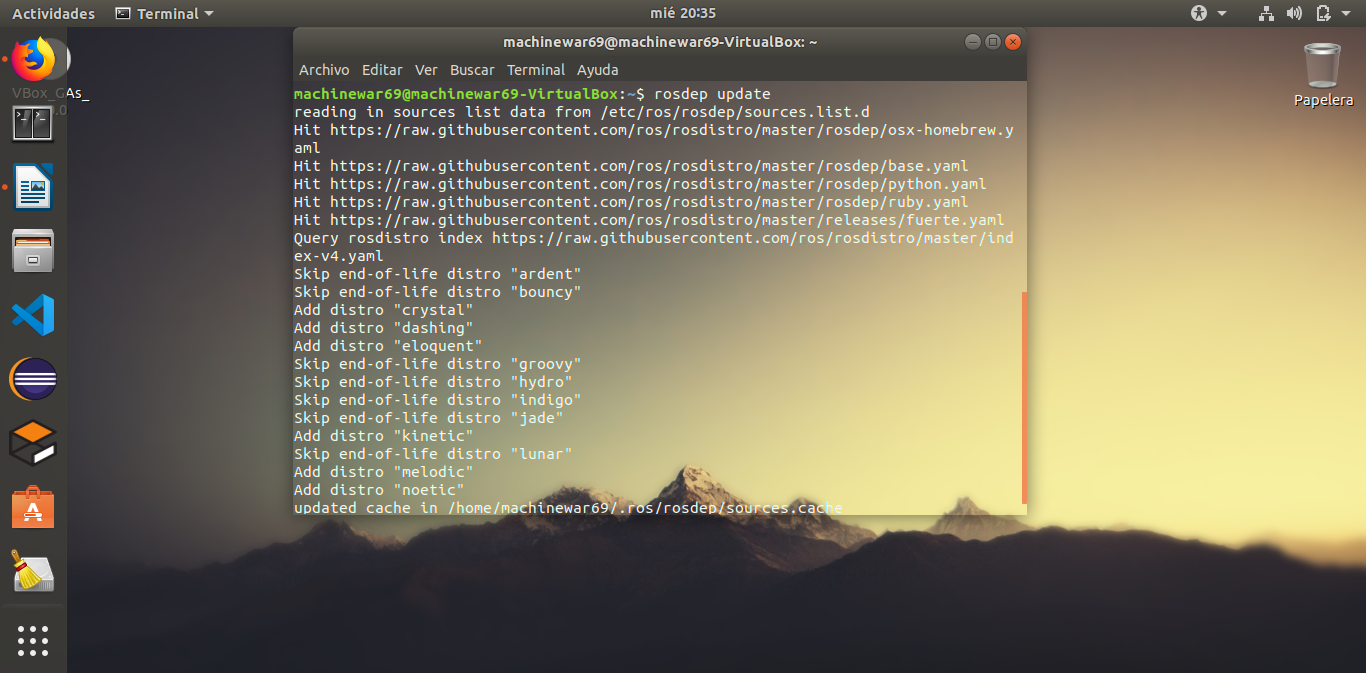 Actividades
Terminal
mié 20:35
machinewar69@machinewar69-VirtualBox: ~
Archivo Editar Ver Buscar Terminal Ayuda
machinewar69@machinewar69-VirtualBox:~$ rosdep update
reading in sources list data from /etc/ros/rosdep/sources.list.d
Hit https://raw.githubusercontent.com/ros/rosdistro/master/rosdep/osx-homebrew.y
aml
Hit https://raw.githubusercontent.com/ros/rosdistro/master/rosdep/base.yaml
Hit https://raw.githubusercontent.com/ros/rosdistro/master/rosdep/python.yaml
Hit https://raw.githubusercontent.com/ros/rosdistro/master/rosdep/ruby.yaml
Hit https://raw.githubusercontent.com/ros/rosdistro/master/releases/fuerte.yaml
Query rosdistro index https://raw.githubusercontent.com/ros/rosdistro/master/ind
ex-v4.yaml
Skip end-of-life distro "ardent"
Skip end-of-life distro "bouncy"
Add distro "crystal"
Add distro "dashing"
Add distro "eloquent"
Skip end-of-life distro "groovy"
Skip end-of-life distro "hydro"
Skip end-of-life distro "indigo"
Skip end-of-life distro "jade"
Add distro "kinetic"
Skip end-of-life distro "lunar"
Add distro "melodic"
Add distro "noetic"
updated cache in /home/machinewar69/.ros/rosdep/sources.cache
VBox_GAs_
Papelera